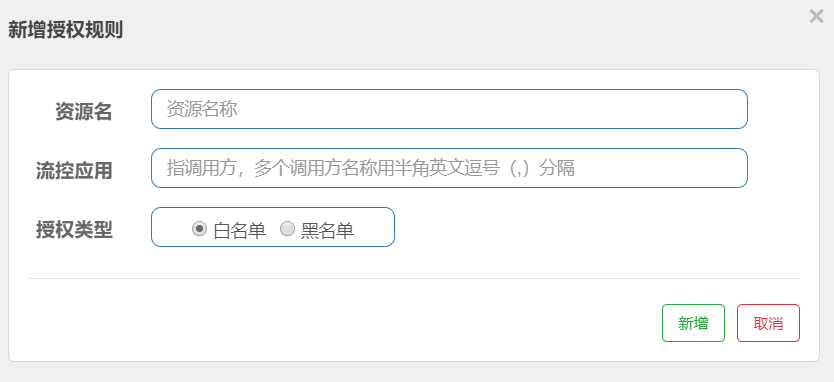 新增授权规则
×
资源名 资源名称
流控应用 指调用方，多个调用方名称用半角英文逗号（,）分隔
授权类型 白名单 黑名单
新增 取消